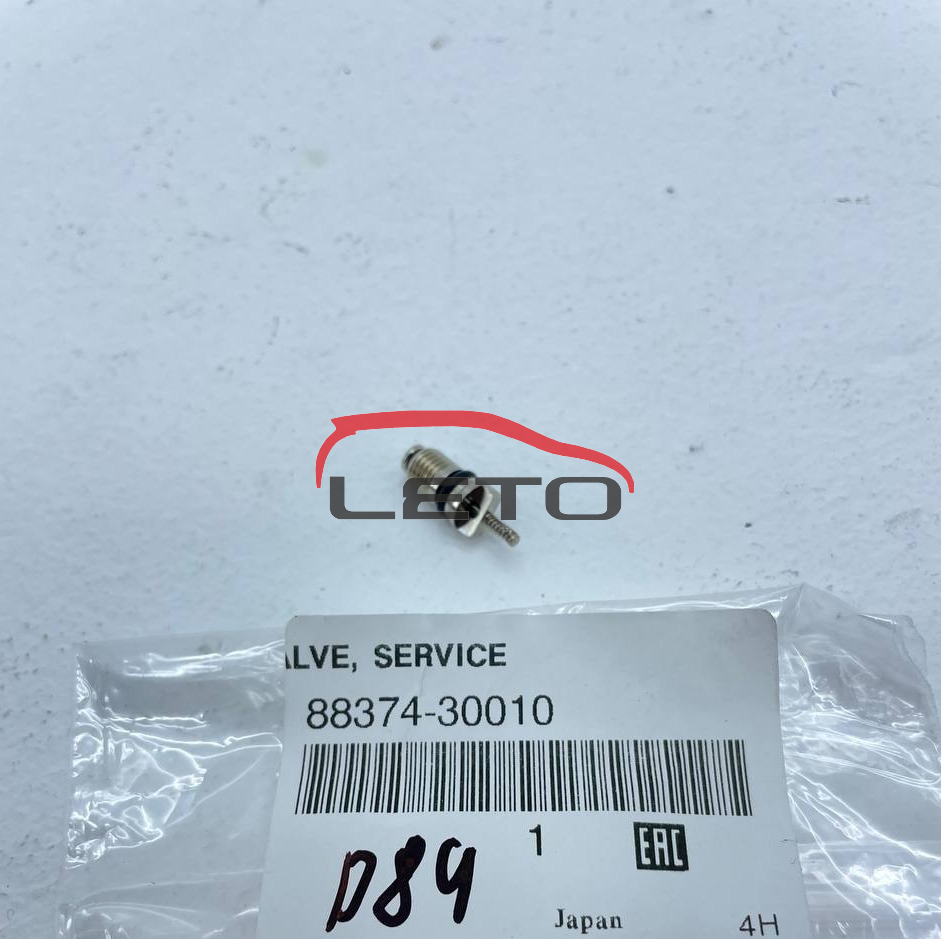 LETO
ALVE, SERVICE
88374-30010
1
EAC
D89
Japan
4H